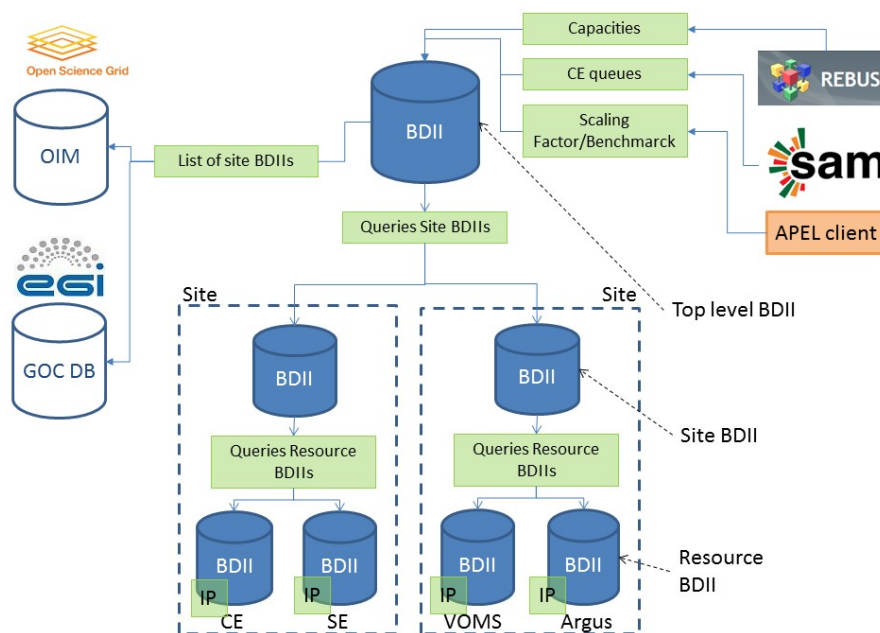 Capacities
Open Science Grid
REBUS
CE queues
BDII
OIM
Scaling
Factor/Benchmarck
sam
List of site BDIIs
APEL client
Queries Site BDIIs
egi
Site
Site
Top level BDII
GOC DB
BDII
BDII
Site BDII
Queries Resource
BDIIs
Queries Resource
BDIIs
BDII
BDII
BDII
BDII
Resource
BDII
IP
IP
IP
IP
CE
SE
VOMS
Argus